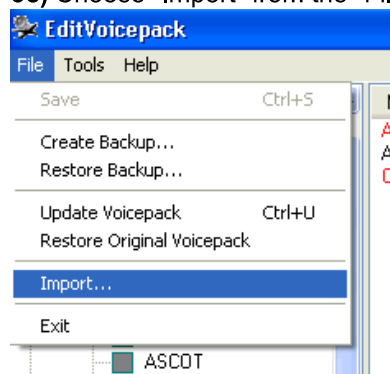 EditVoicepack
File Tools Help
Save Ctrl+S
Create Backup...
Restore Backup...
Update Voicepack Ctrl+U
Restore Original Voicepack
Import...
Exit
ASCOT